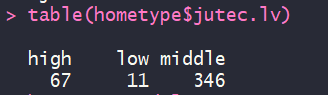 > table(hometype$jutec.lv)
high low middle
67 11 346